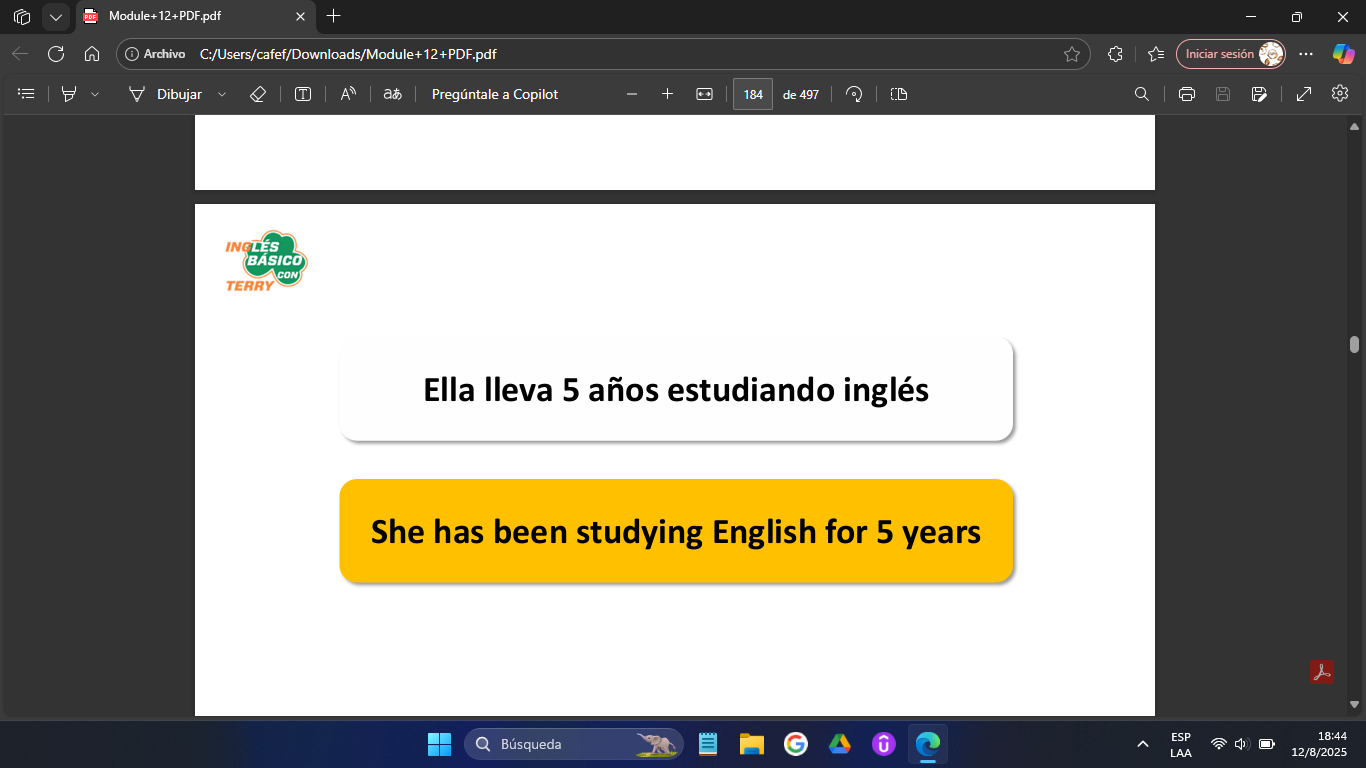 Module+12+PDF.pdf
Archivo C:/Users/cafef/Downloads/Module+12+PDF.pdf Iniciar sesión
Dibujar A aあ Pregúntale a Copilot 184 de 497
INGLÉS
BÁSICO
CON
TERRY
Ella lleva 5 años estudiando inglés
She has been studying English for 5 years
Búsqueda
ESP
LAA
18:44
12/8/2025